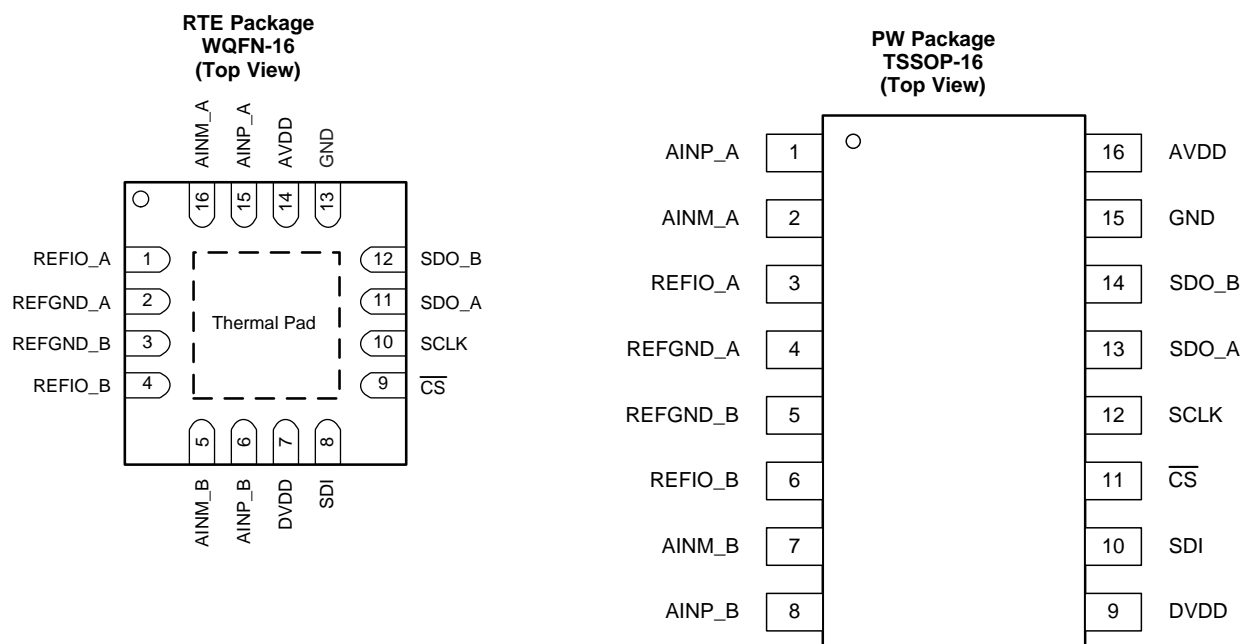 RTE Package
WQFN-16
(Top View)
AINM_A
AINP_A
AVDD
GND
16
15
14
13
REFIO_A 1
REFGND_A 2
REFGND_B 3
REFIO_B 4
Thermal Pad
12 SDO_B
11 SDO_A
10 SCLK
9 C̅S̅
5
6
7
8
AINM_B
AINP_B
DVDD
SDI
PW Package
TSSOP-16
(Top View)
AINP_A 1
AINM_A 2
REFIO_A 3
REFGND_A 4
REFGND_B 5
REFIO_B 6
AINM_B 7
AINP_B 8
16 AVDD
15 GND
14 SDO_B
13 SDO_A
12 SCLK
11 C̅S̅
10 SDI
9 DVDD